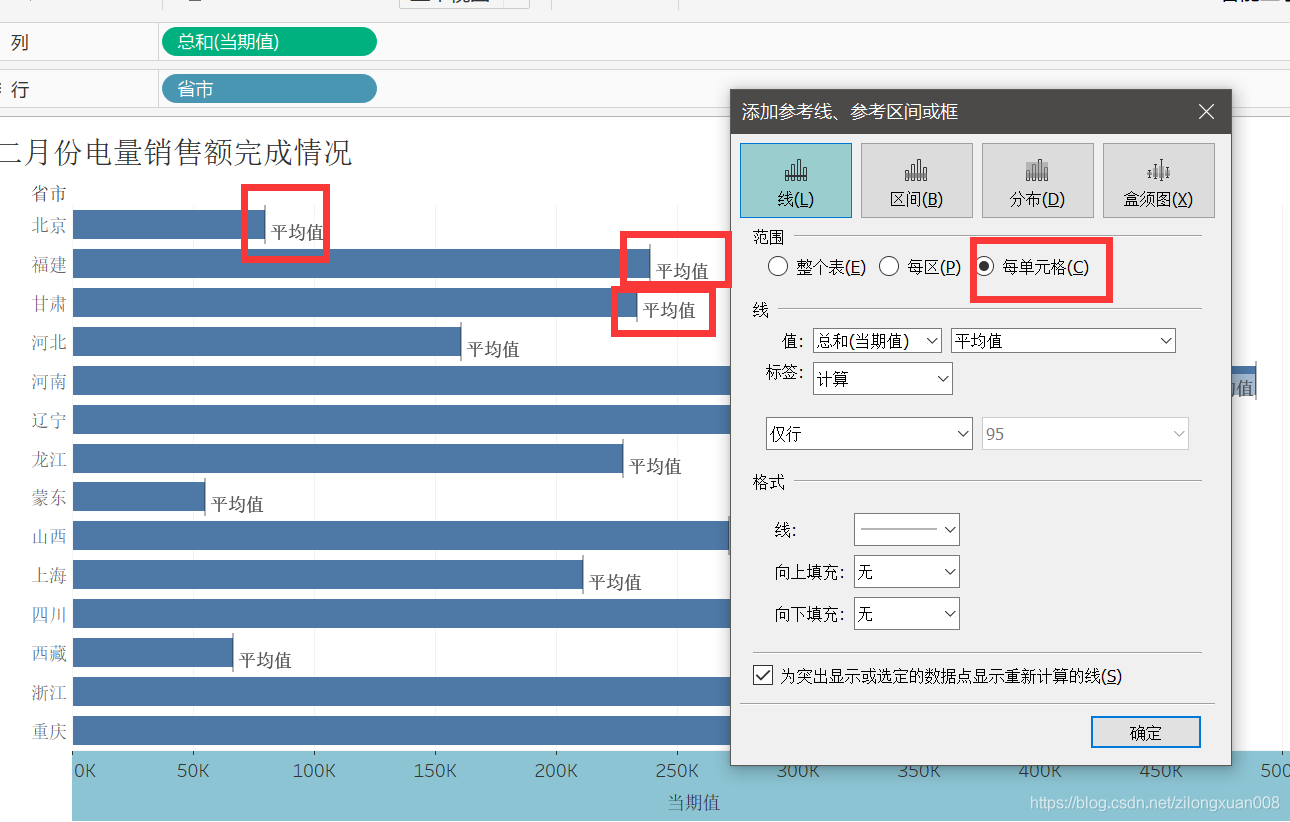 列
总和(当期值)
行
省市
二月份电量销售额完成情况
省市
北京
平均值
福建
平均值
甘肃
平均值
河北
平均值
河南
均值
辽宁
龙江
平均值
蒙东
平均值
山西
上海
平均值
四川
西藏
平均值
浙江
重庆
0K 50K 100K 150K 200K 250K 300K 350K 400K 450K 500
当期值
添加参考线、参考区间或框
线(L) 区间(B) 分布(D) 盒须图(X)
范围
整个表(E) 每区(P) 每单元格(C)
线
值: 总和(当期值) 平均值
标签: 计算
仅行 95
格式
线:
向上填充: 无
向下填充: 无
为突出显示或选定的数据点显示重新计算的线(S)
确定
https://blog.csdn.net/zilongxuan008